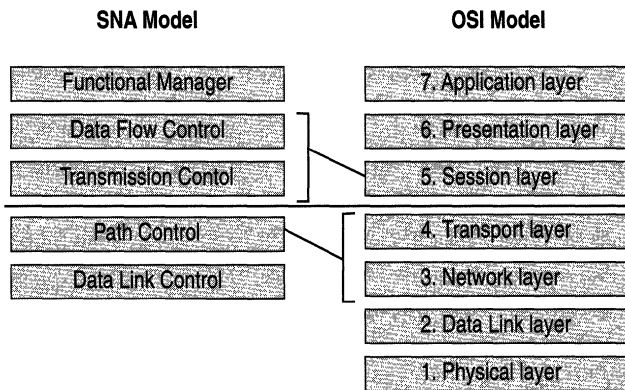 SNA Model
Functional Manager
Data Flow Control
Transmission Contol
Path Control
Data Link Control
OSI Model
7. Application layer
6. Presentation layer
5. Session layer
4. Transport layer
3. Network layer
2. Data Link layer
1. Physical layer